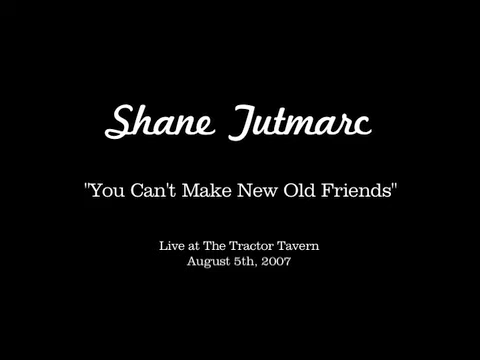 Shane Tutmarc
"You Can't Make New Old Friends"
Live at The Tractor Tavern
August 5th, 2007